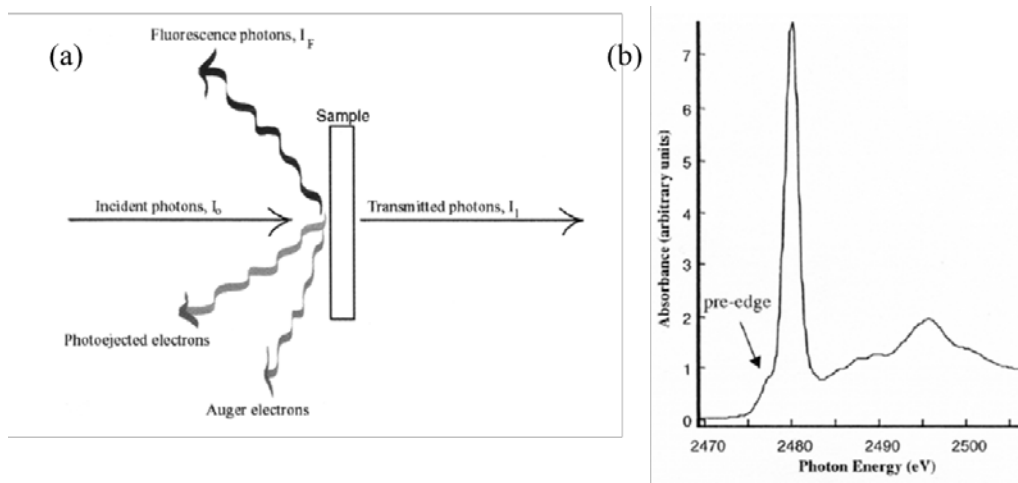 (a)
Fluorescence photons, I_F
Sample
Incident photons, I_o
Transmitted photons, I_1
Photoejected electrons
Auger electrons
(b)
Absorbance (arbitrary units)
7
6
5
4
3
2
1
0
pre-edge
2470 2480 2490 2500
Photon Energy (eV)